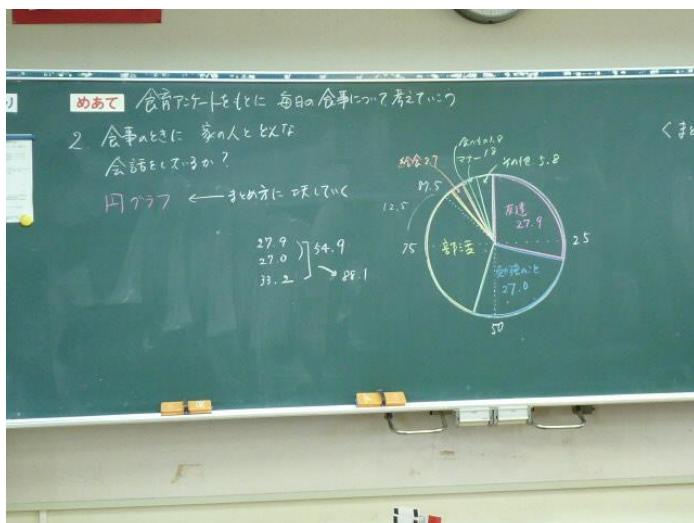 めあて 食育アンケートをもとに 毎日の食事について考えていこう
2. 食事のときに 家の人とどんな
会話をしているか？
円グラフ ← まとめ方に
27.9
27.0
33.2
54.9
88.1
給食2.7
マナー1.8
その他 5.8
87.5
12.5
75
部活
友達
27.9
25
勉強のこと
27.0
50
くまと